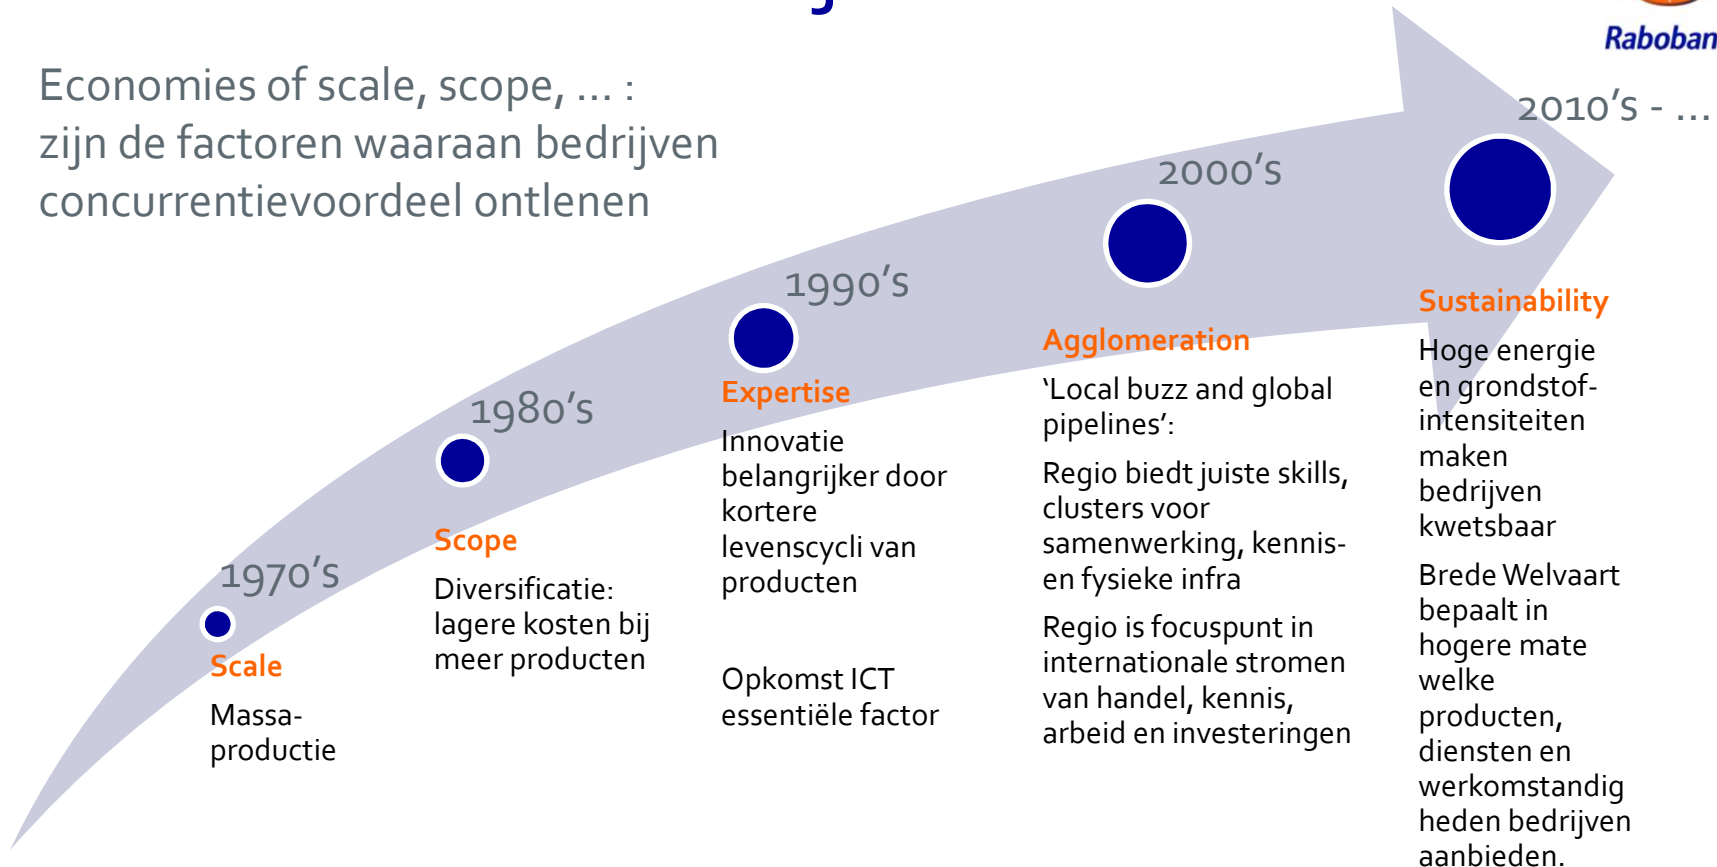 Raboban
Economies of scale, scope, ... :
zijn de factoren waaraan bedrijven
concurrentievoordeel ontlenen
1970's
Scale
Massa-
productie
1980's
Scope
Diversificatie:
lagere kosten bij
meer producten
1990's
Expertise
Innovatie
belangrijker door
kortere
levenscycli van
producten
Opkomst ICT
essentiële factor
2000's
Agglomeration
'Local buzz and global
pipelines':
Regio biedt juiste skills,
clusters voor
samenwerking, kennis-
en fysieke infra
Regio is focuspunt in
internationale stromen
van handel, kennis,
arbeid en investeringen
2010's - ...
Sustainability
Hoge energie
en grondstof-
intensiteiten
maken
bedrijven
kwetsbaar
Brede Welvaart
bepaalt in
hogere mate
welke
producten,
diensten en
werkomstandig
heden bedrijven
aanbieden.